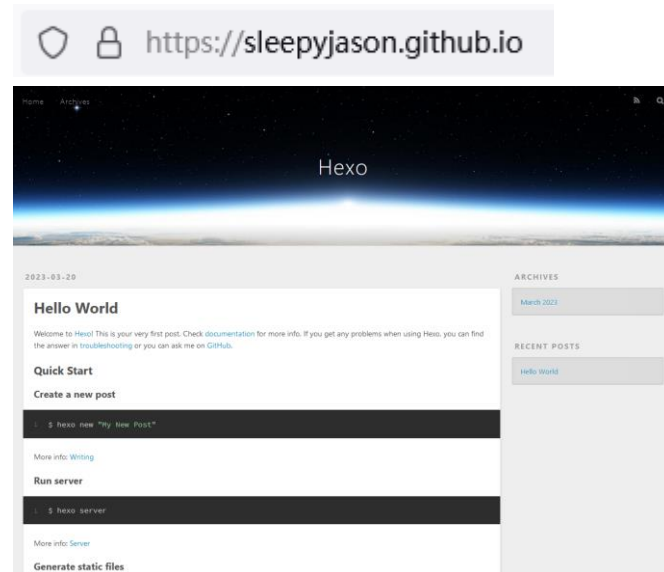 https://sleepyjason.github.io
Home Archives
Hexo
2023-03-20
Hello World
Welcome to Hexo! This is your very first post. Check documentation for more info. If you get any problems when using Hexo, you can find
the answer in troubleshooting or you can ask me on GitHub.
Quick Start
Create a new post
1 $ hexo new "My New Post"
More info: Writing
Run server
1 $ hexo server
More info: Server
Generate static files
ARCHIVES
March 2023
RECENT POSTS
Hello World